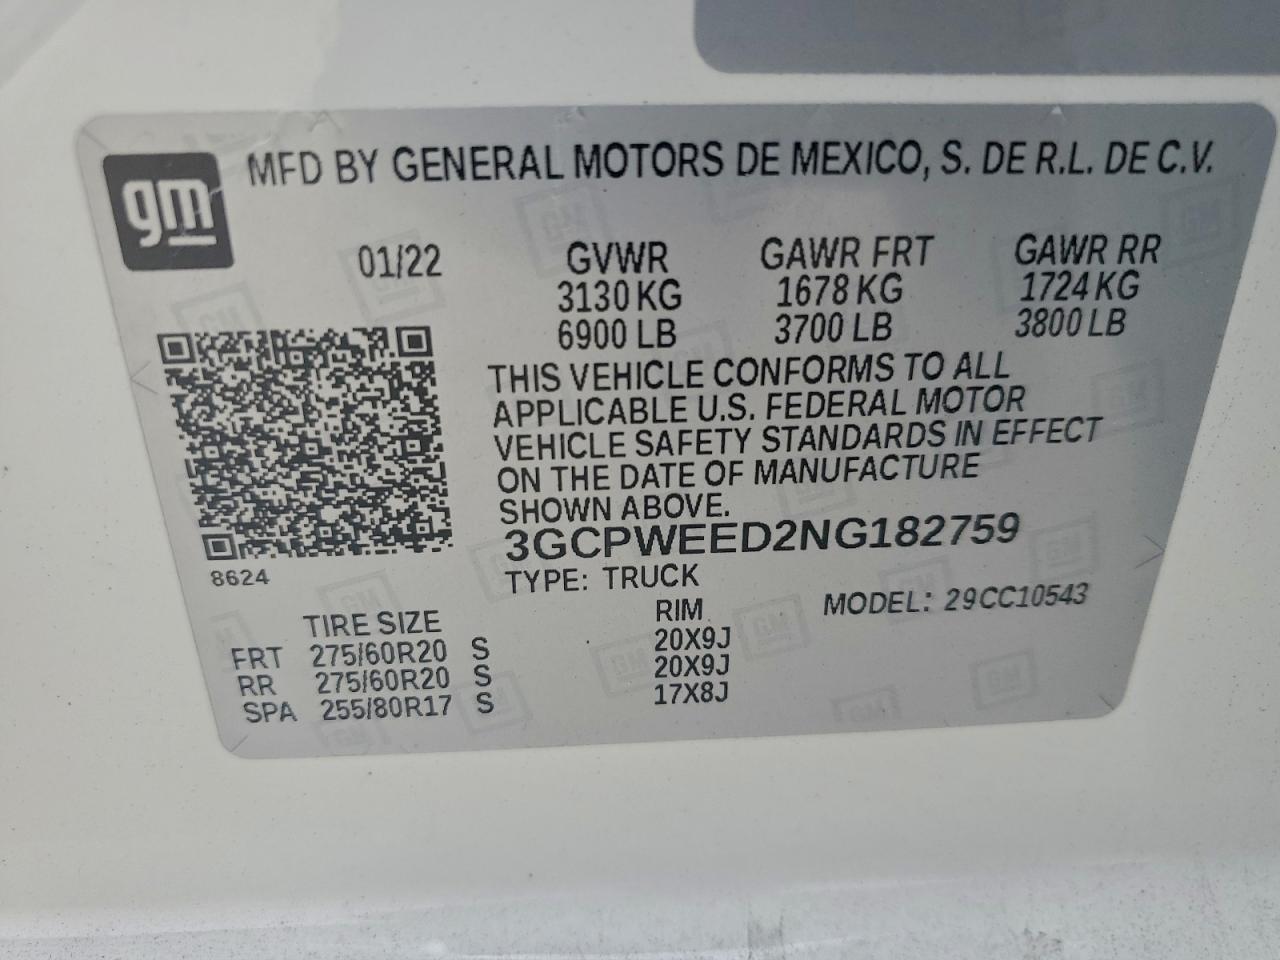 gm
MFD BY GENERAL MOTORS DE MEXICO, S. DE R.L. DE C.V.
01/22 GVWR GAWR FRT GAWR RR
3130 KG 1678 KG 1724 KG
6900 LB 3700 LB 3800 LB
THIS VEHICLE CONFORMS TO ALL
APPLICABLE U.S. FEDERAL MOTOR
VEHICLE SAFETY STANDARDS IN EFFECT
ON THE DATE OF MANUFACTURE
SHOWN ABOVE.
3GCPWEED2NG182759
8624
TYPE: TRUCK
MODEL: 29CC10543
TIRE SIZE RIM
FRT 275/60R20 S 20X9J
RR 275/60R20 S 20X9J
SPA 255/80R17 S 17X8J